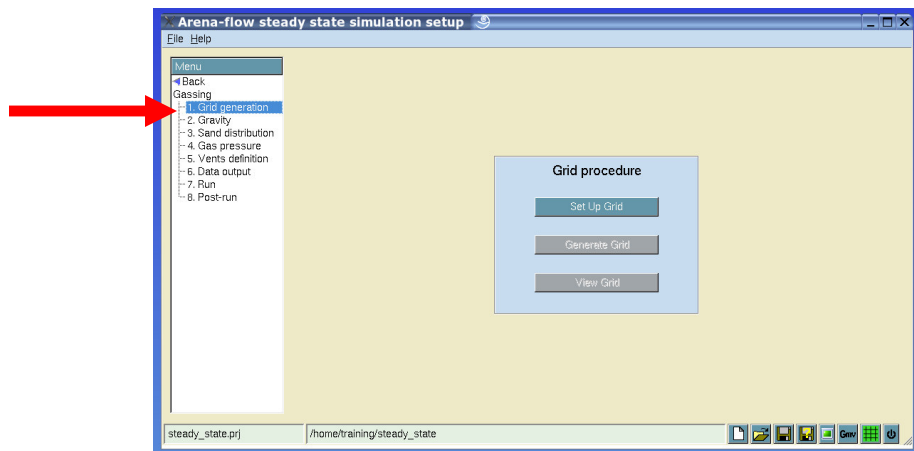 Arena-flow steady state simulation setup
File Help
Menu
Back
Gassing
1. Grid generation
2. Gravity
3. Sand distribution
4. Gas pressure
5. Vents definition
6. Data output
7. Run
8. Post-run
Grid procedure
Set Up Grid
Generate Grid
View Grid
steady_state.prj /home/training/steady_state Gmv